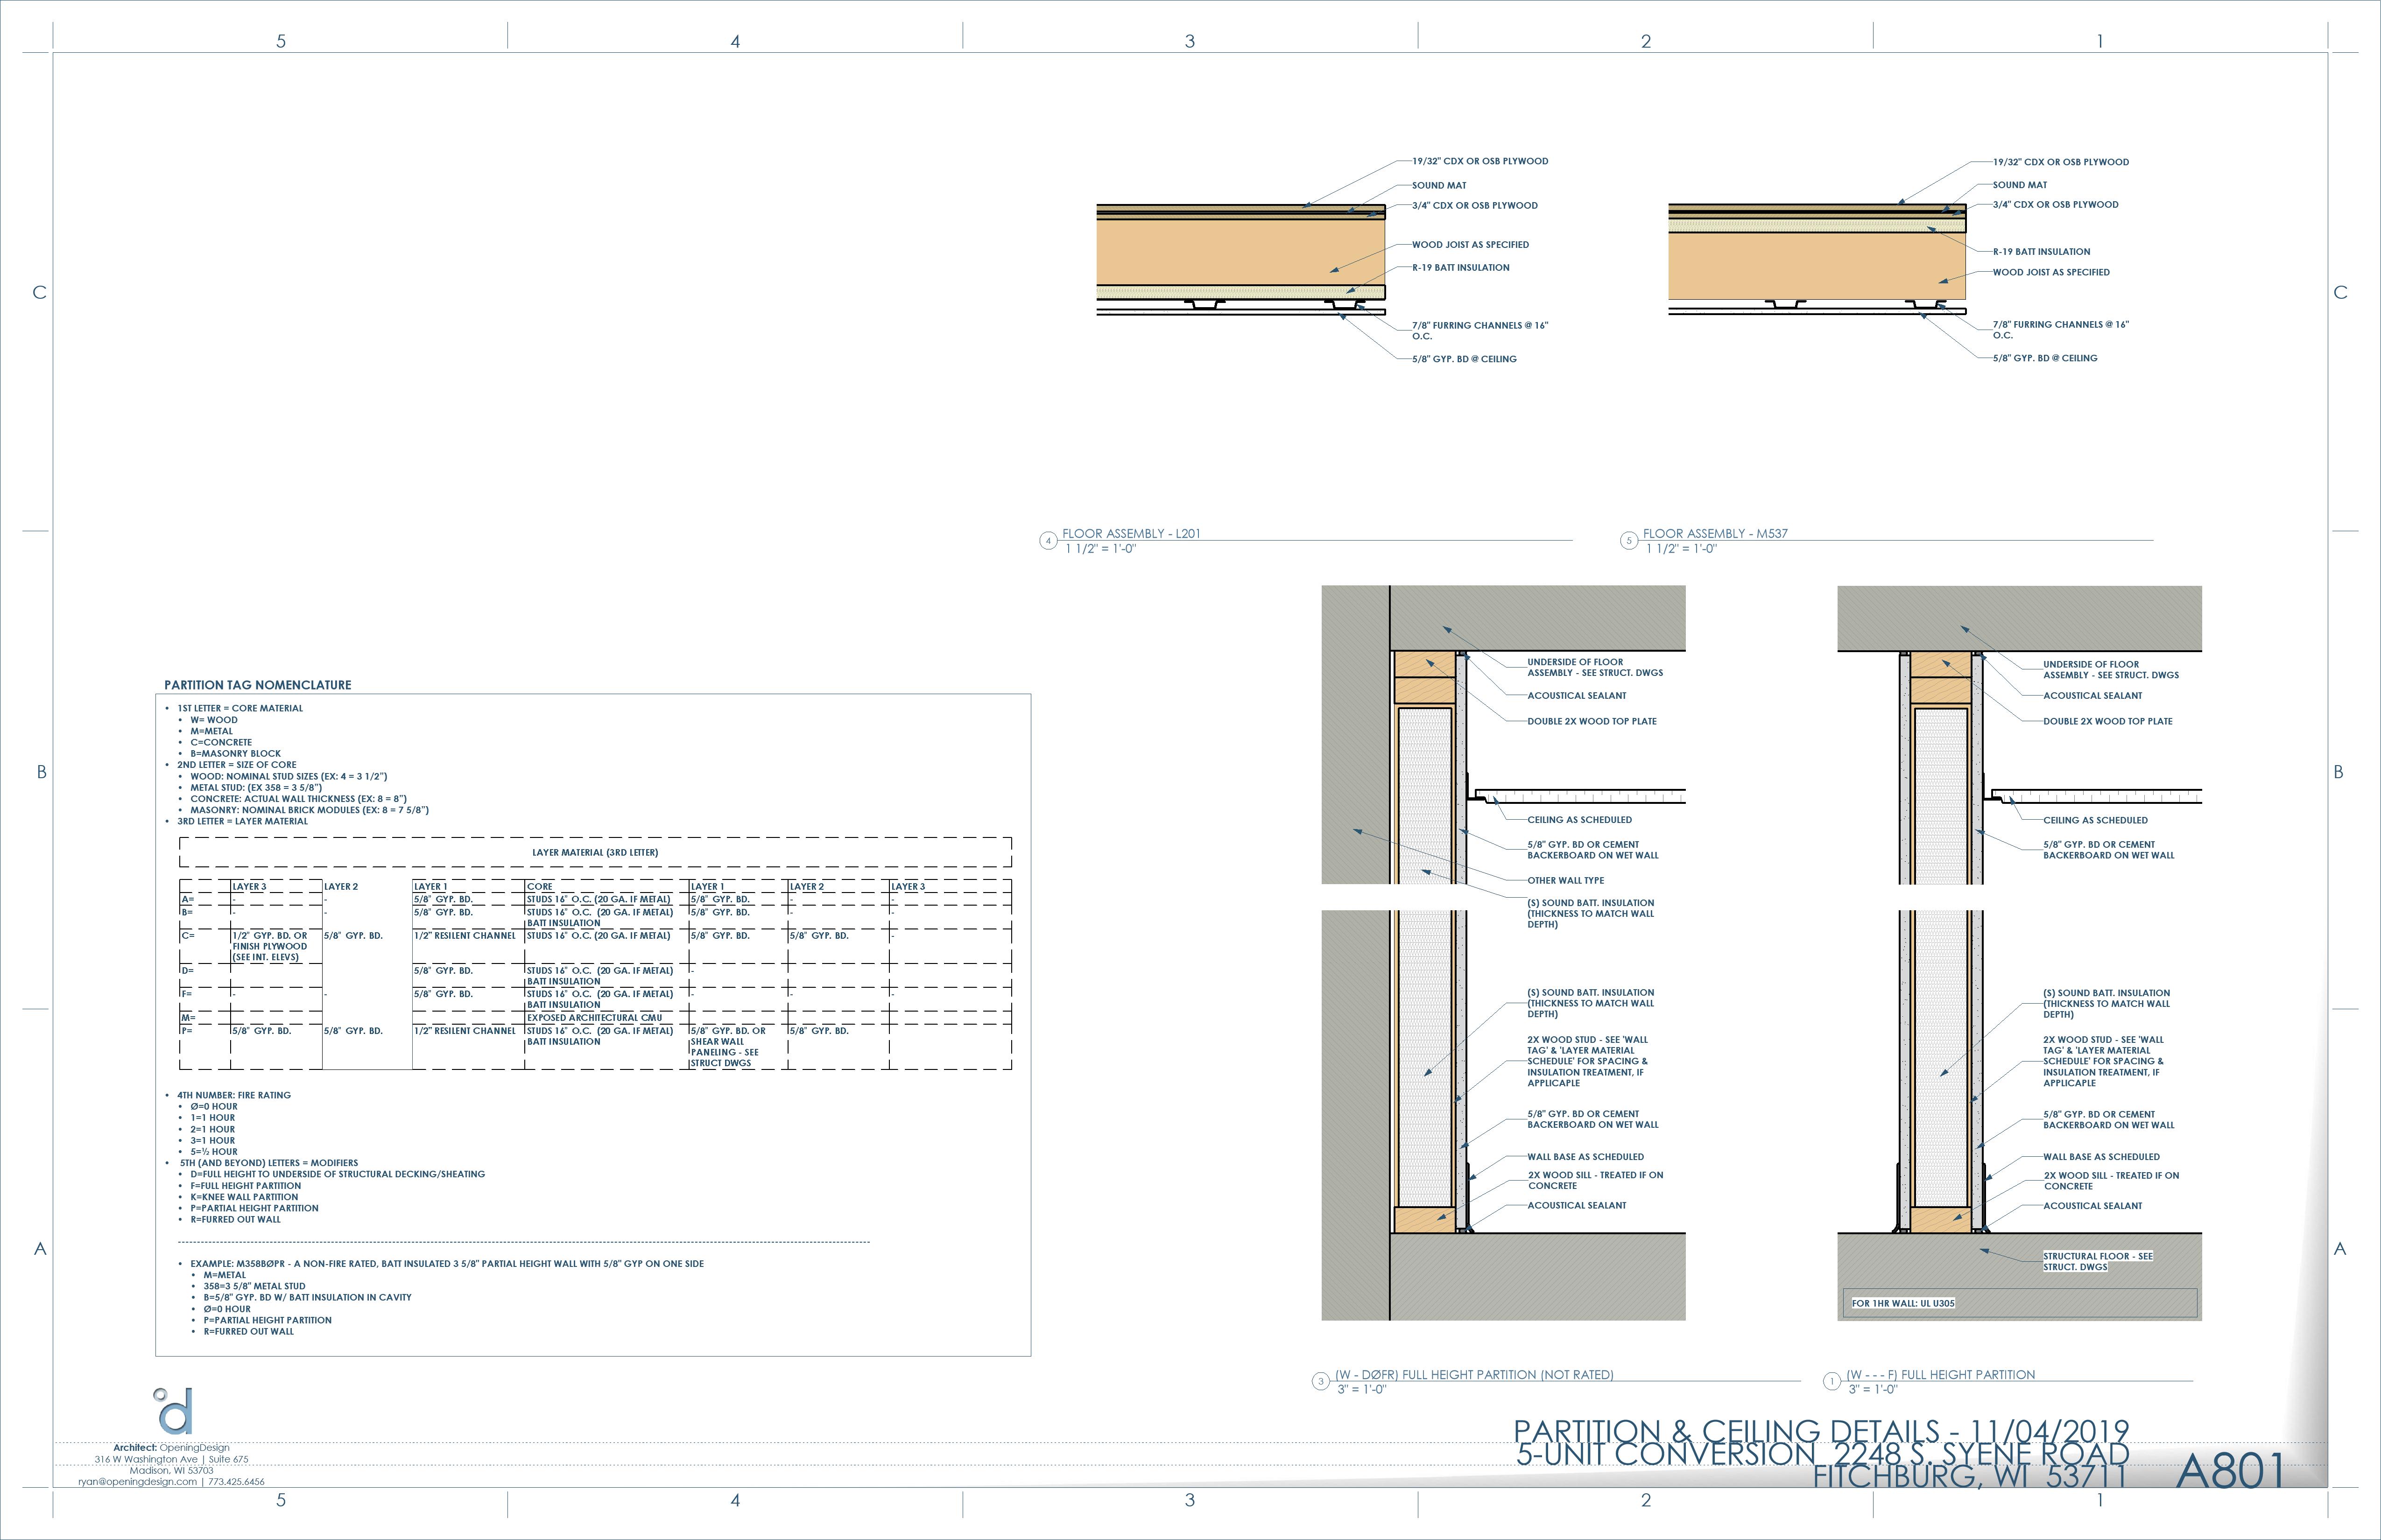 5 4 3 2 1
C
C
B
B
A
A
19/32" CDX OR OSB PLYWOOD
SOUND MAT
3/4" CDX OR OSB PLYWOOD
WOOD JOIST AS SPECIFIED
R-19 BATT INSULATION
7/8" FURRING CHANNELS @ 16"
O.C.
5/8" GYP. BD @ CEILING
4 FLOOR ASSEMBLY - L201
1 1/2" = 1'-0"
19/32" CDX OR OSB PLYWOOD
SOUND MAT
3/4" CDX OR OSB PLYWOOD
R-19 BATT INSULATION
WOOD JOIST AS SPECIFIED
7/8" FURRING CHANNELS @ 16"
O.C.
5/8" GYP. BD @ CEILING
5 FLOOR ASSEMBLY - M537
1 1/2" = 1'-0"
PARTITION TAG NOMENCLATURE
• 1ST LETTER = CORE MATERIAL
• W= WOOD
• M=METAL
• C=CONCRETE
• B=MASONRY BLOCK
• 2ND LETTER = SIZE OF CORE
• WOOD: NOMINAL STUD SIZES (EX: 4 = 3 1/2")
• METAL STUD: (EX 358 = 3 5/8")
• CONCRETE: ACTUAL WALL THICKNESS (EX: 8 = 8")
• MASONRY: NOMINAL BRICK MODULES (EX: 8 = 7 5/8")
• 3RD LETTER = LAYER MATERIAL
LAYER MATERIAL (3RD LETTER)
LAYER 3 LAYER 2 LAYER 1 CORE LAYER 1 LAYER 2 LAYER 3
A= - - 5/8" GYP. BD. STUDS 16" O.C. (20 GA. IF METAL) 5/8" GYP. BD. - -
B= - - 5/8" GYP. BD. STUDS 16" O.C. (20 GA. IF METAL) 5/8" GYP. BD. - -
BATT INSULATION
C= 1/2" GYP. BD. OR 5/8" GYP. BD. 1/2" RESILENT CHANNEL STUDS 16" O.C. (20 GA. IF METAL) 5/8" GYP. BD. 5/8" GYP. BD. -
FINISH PLYWOOD
(SEE INT. ELEVS)
D= 5/8" GYP. BD. STUDS 16" O.C. (20 GA. IF METAL) -
BATT INSULATION
F= - - 5/8" GYP. BD. STUDS 16" O.C. (20 GA. IF METAL) - - -
BATT INSULATION
M= EXPOSED ARCHITECTURAL CMU
P= 5/8" GYP. BD. 5/8" GYP. BD. 1/2" RESILENT CHANNEL STUDS 16" O.C. (20 GA. IF METAL) 5/8" GYP. BD. OR 5/8" GYP. BD.
BATT INSULATION SHEAR WALL
PANELING - SEE
STRUCT DWGS
• 4TH NUMBER: FIRE RATING
• Ø=0 HOUR
• 1=1 HOUR
• 2=1 HOUR
• 3=1 HOUR
• 5=½ HOUR
• 5TH (AND BEYOND) LETTERS = MODIFIERS
• D=FULL HEIGHT TO UNDERSIDE OF STRUCTURAL DECKING/SHEATING
• F=FULL HEIGHT PARTITION
• K=KNEE WALL PARTITION
• P=PARTIAL HEIGHT PARTITION
• R=FURRED OUT WALL
• EXAMPLE: M358BØPR - A NON-FIRE RATED, BATT INSULATED 3 5/8" PARTIAL HEIGHT WALL WITH 5/8" GYP ON ONE SIDE
• M=METAL
• 358=3 5/8" METAL STUD
• B=5/8" GYP. BD W/ BATT INSULATION IN CAVITY
• Ø=0 HOUR
• P=PARTIAL HEIGHT PARTITION
• R=FURRED OUT WALL
UNDERSIDE OF FLOOR
ASSEMBLY - SEE STRUCT. DWGS
ACOUSTICAL SEALANT
DOUBLE 2X WOOD TOP PLATE
CEILING AS SCHEDULED
5/8" GYP. BD OR CEMENT
BACKERBOARD ON WET WALL
OTHER WALL TYPE
(S) SOUND BATT. INSULATION
(THICKNESS TO MATCH WALL
DEPTH)
(S) SOUND BATT. INSULATION
(THICKNESS TO MATCH WALL
DEPTH)
2X WOOD STUD - SEE 'WALL
TAG' & 'LAYER MATERIAL
SCHEDULE' FOR SPACING &
INSULATION TREATMENT, IF
APPLICAPLE
5/8" GYP. BD OR CEMENT
BACKERBOARD ON WET WALL
WALL BASE AS SCHEDULED
2X WOOD SILL - TREATED IF ON
CONCRETE
ACOUSTICAL SEALANT
3 (W - DØFR) FULL HEIGHT PARTITION (NOT RATED)
3" = 1'-0"
UNDERSIDE OF FLOOR
ASSEMBLY - SEE STRUCT. DWGS
ACOUSTICAL SEALANT
DOUBLE 2X WOOD TOP PLATE
CEILING AS SCHEDULED
5/8" GYP. BD OR CEMENT
BACKERBOARD ON WET WALL
(S) SOUND BATT. INSULATION
(THICKNESS TO MATCH WALL
DEPTH)
2X WOOD STUD - SEE 'WALL
TAG' & 'LAYER MATERIAL
SCHEDULE' FOR SPACING &
INSULATION TREATMENT, IF
APPLICAPLE
5/8" GYP. BD OR CEMENT
BACKERBOARD ON WET WALL
WALL BASE AS SCHEDULED
2X WOOD SILL - TREATED IF ON
CONCRETE
ACOUSTICAL SEALANT
STRUCTURAL FLOOR - SEE
STRUCT. DWGS
FOR 1HR WALL: UL U305
1 (W - - - F) FULL HEIGHT PARTITION
3" = 1'-0"
d
Architect: OpeningDesign
316 W Washington Ave | Suite 675
Madison, WI 53703
ryan@openingdesign.com | 773.425.6456
PARTITION & CEILING DETAILS - 11/04/2019
5-UNIT CONVERSION 2248 S. SYENE ROAD
FITCHBURG, WI 53711
A801
5 4 3 2 1